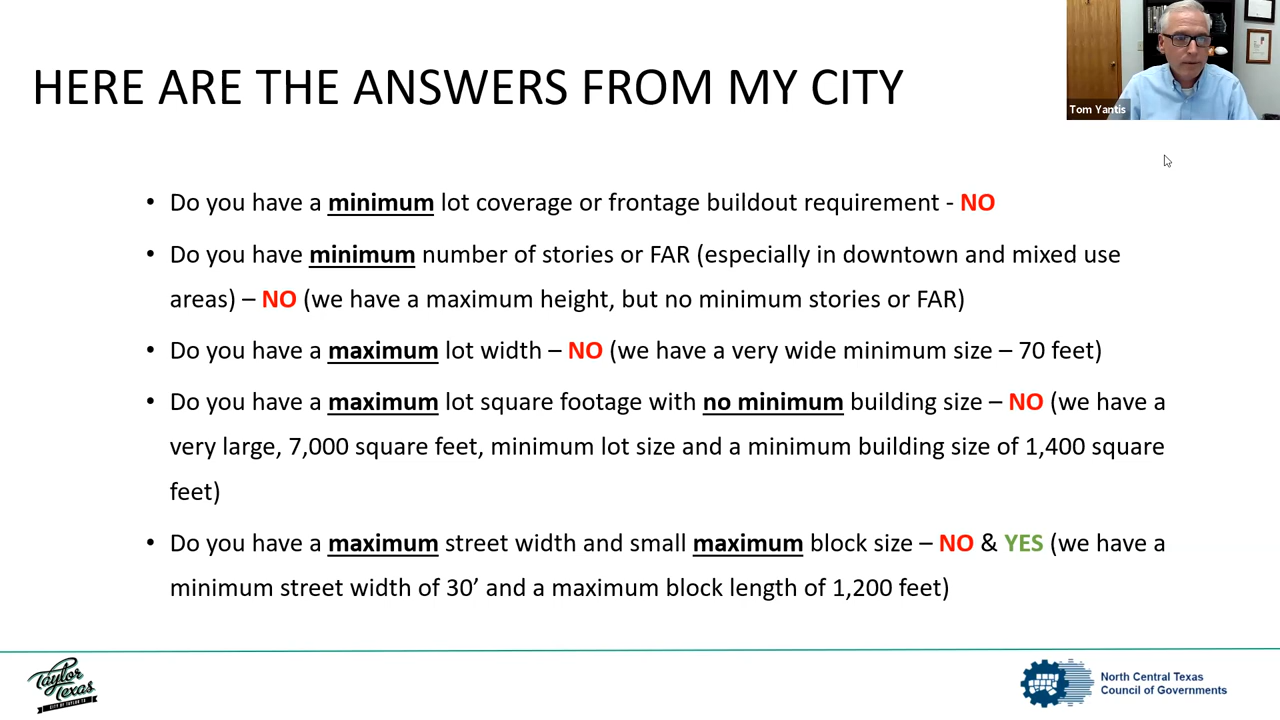 HERE ARE THE ANSWERS FROM MY CITY
Tom Yantis
• Do you have a minimum lot coverage or frontage buildout requirement - NO
• Do you have minimum number of stories or FAR (especially in downtown and mixed use
areas) – NO (we have a maximum height, but no minimum stories or FAR)
• Do you have a maximum lot width – NO (we have a very wide minimum size – 70 feet)
• Do you have a maximum lot square footage with no minimum building size – NO (we have a
very large, 7,000 square feet, minimum lot size and a minimum building size of 1,400 square
feet)
• Do you have a maximum street width and small maximum block size – NO & YES (we have a
minimum street width of 30’ and a maximum block length of 1,200 feet)
Taylor
Texas
CITY OF TAYLOR TX
North Central Texas
Council of Governments